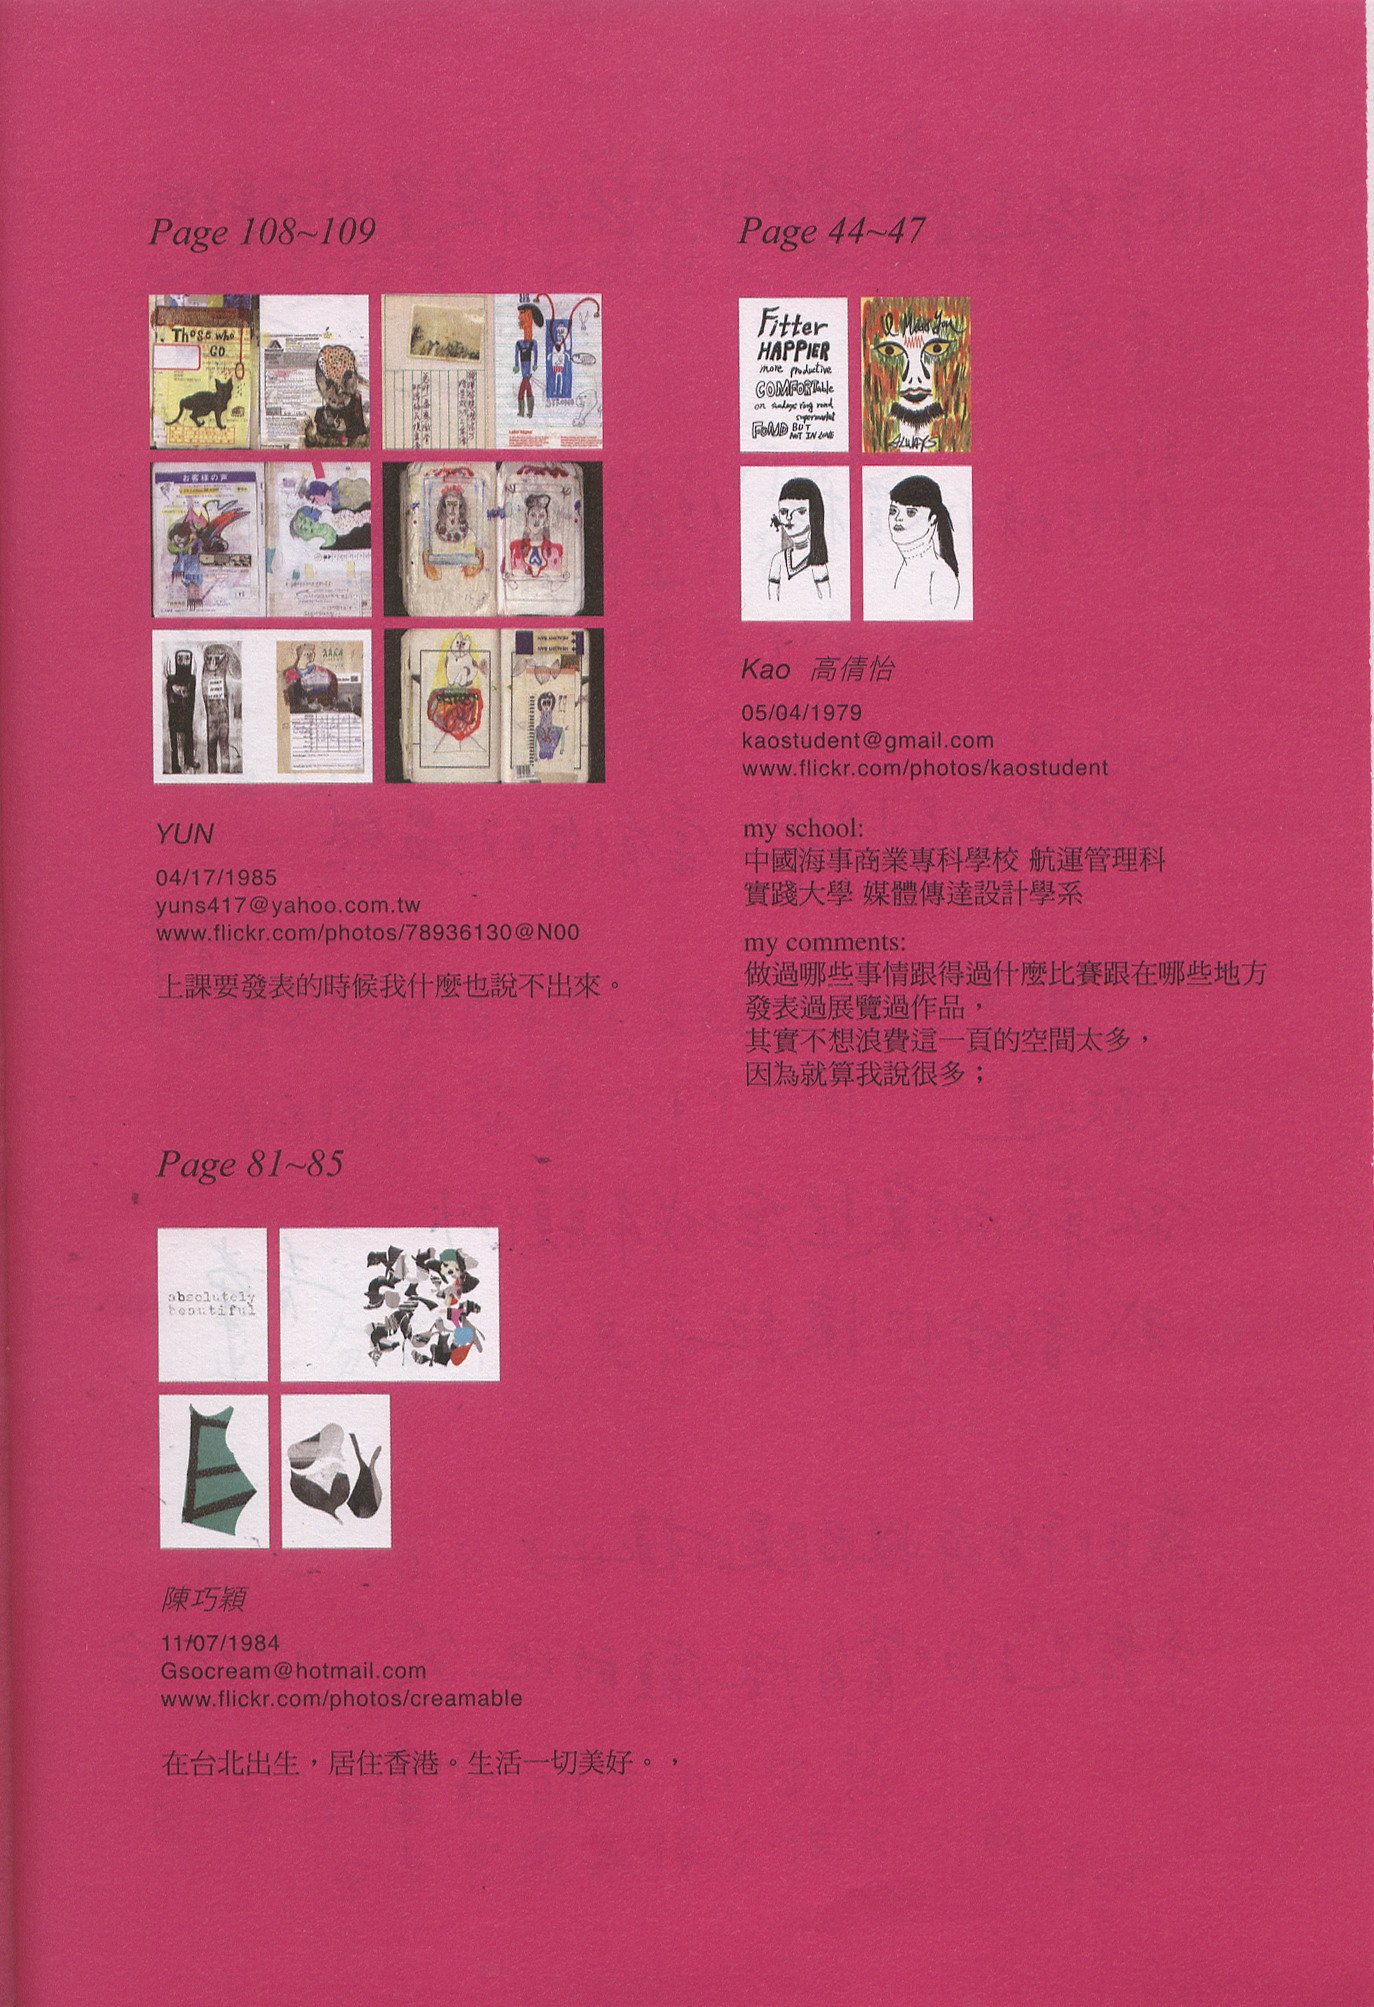 Page 108~109
Those who
GO
お客様の声
YUN
04/17/1985
yuns417@yahoo.com.tw
www.flickr.com/photos/78936130@N00
上課要發表的時候我什麼也說不出來。
Page 81~85
absolutely
beautiful
陳巧穎
11/07/1984
Gsocream@hotmail.com
www.flickr.com/photos/creamable
在台北出生，居住香港。生活一切美好。，
Page 44~47
Fitter
HAPPIER
more productive
COMFORTable
on sundays ring road
supermarket
FOND BUT
NOT IN LOVE
I Miss You
ALWAYS
Kao 高倩怡
05/04/1979
kaostudent@gmail.com
www.flickr.com/photos/kaostudent
my school:
中國海事商業專科學校 航運管理科
實踐大學 媒體傳達設計學系
my comments:
做過哪些事情跟得過什麼比賽跟在哪些地方
發表過展覽過作品，
其實不想浪費這一頁的空間太多，
因為就算我說很多；